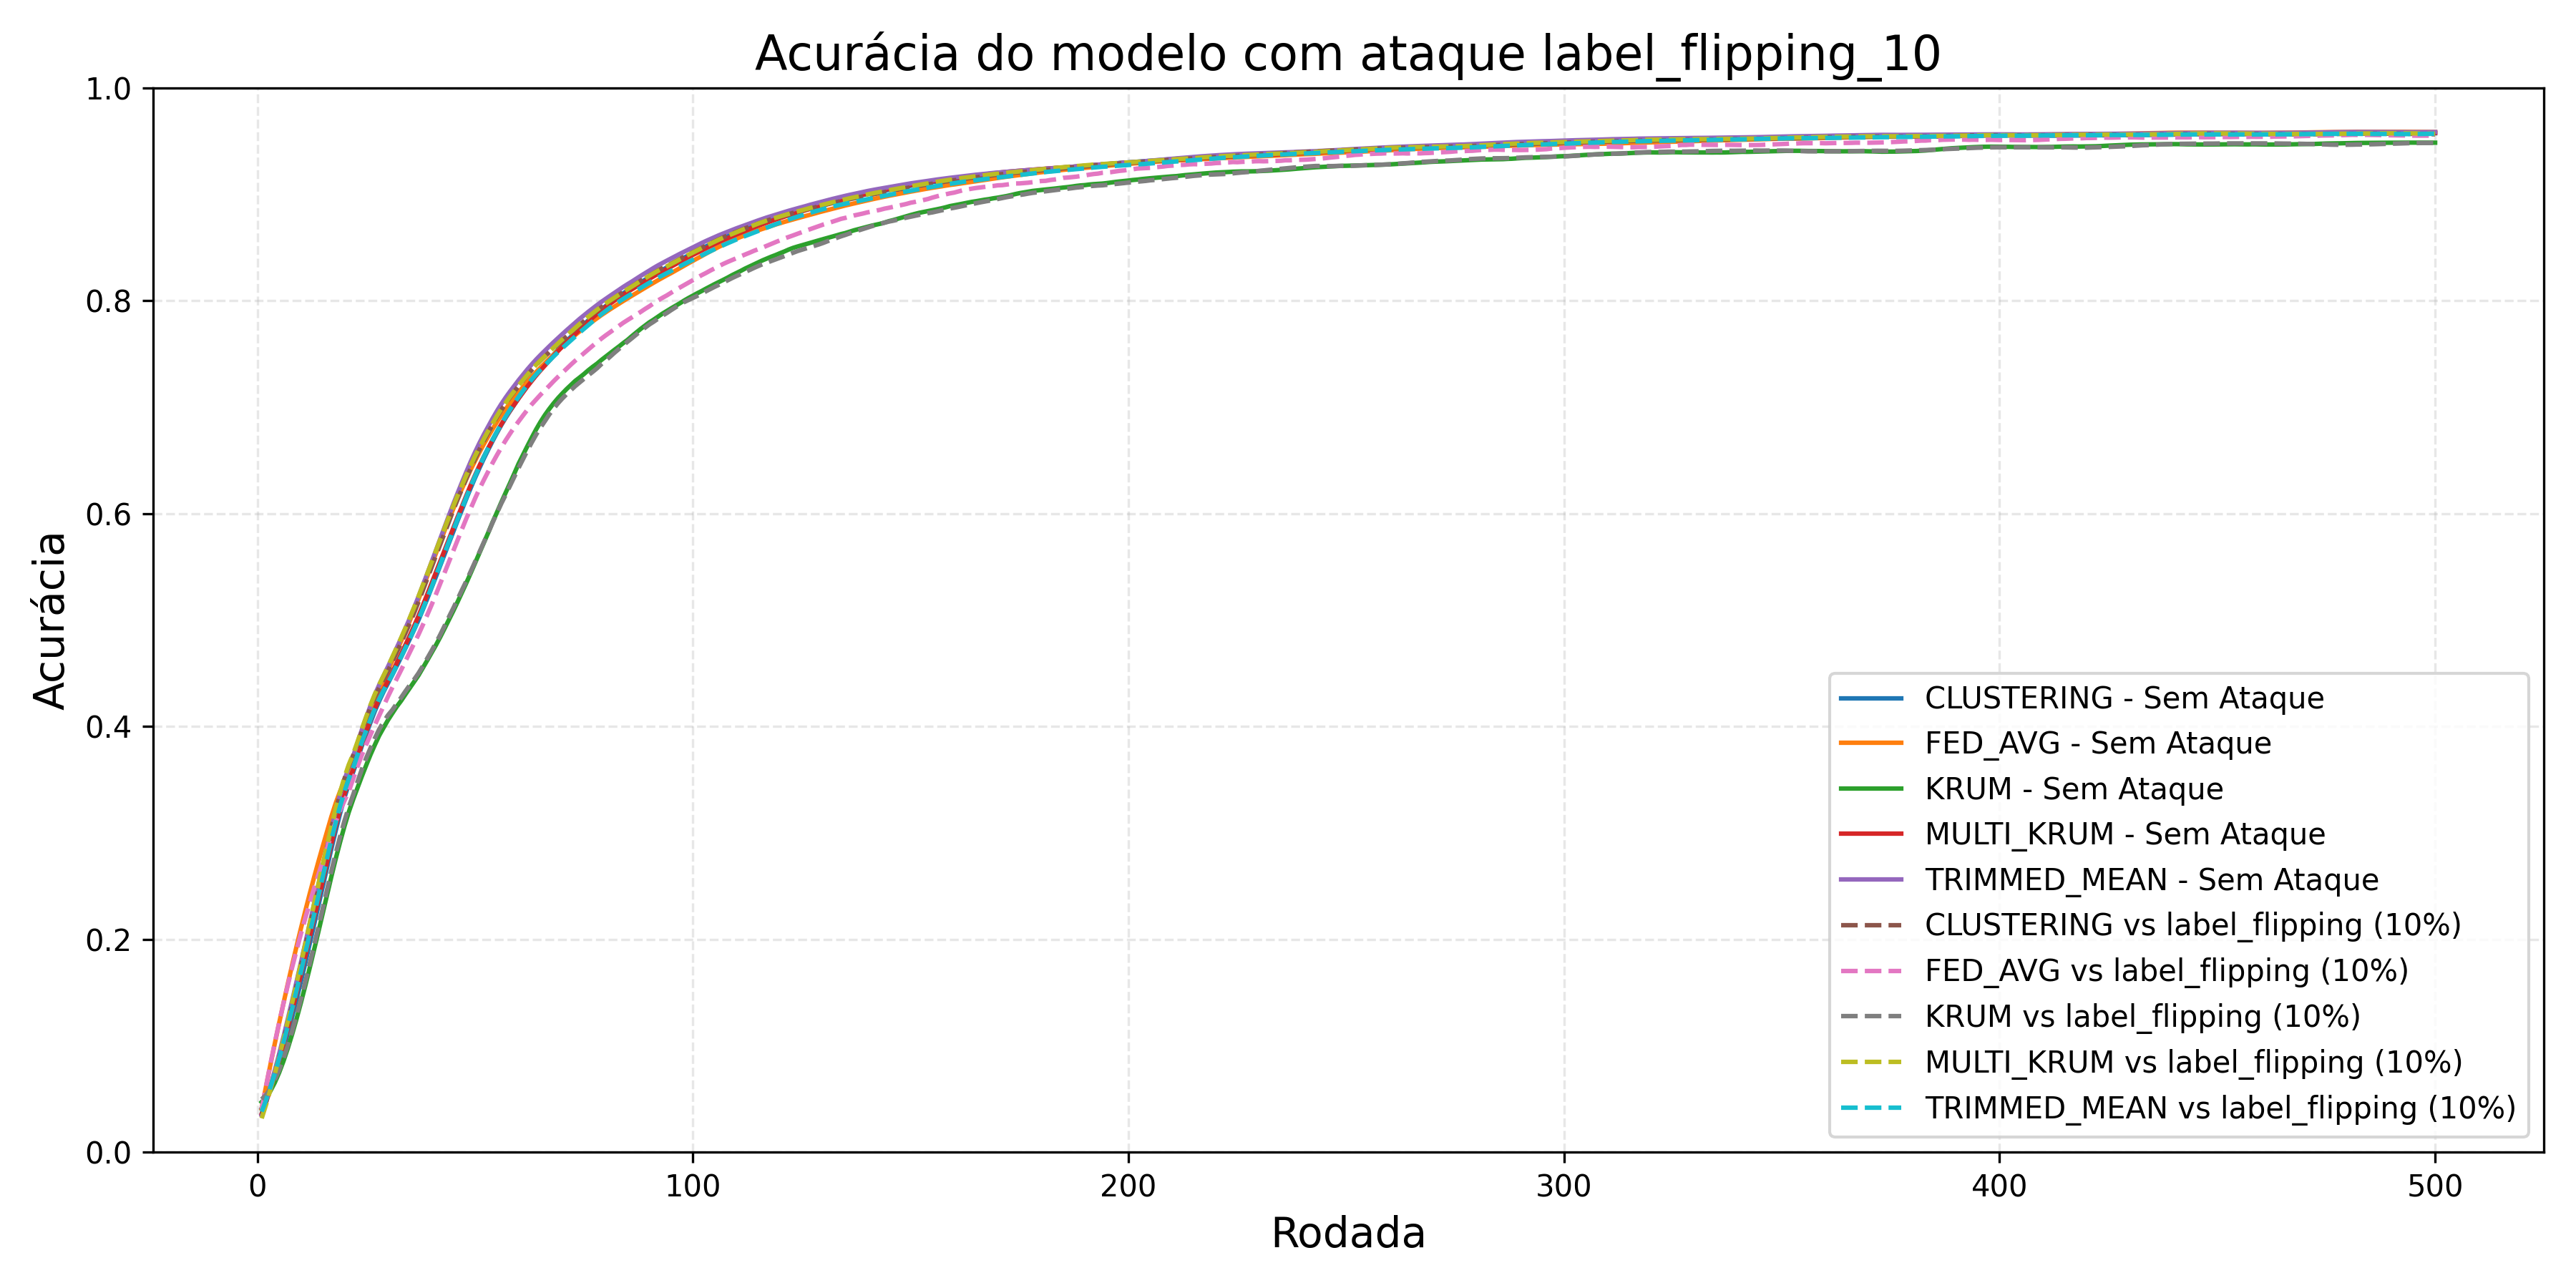 Acurácia do modelo com ataque label_flipping_10
Acurácia
1.0
0.8
0.6
0.4
0.2
0.0
0 100 200 300 400 500
Rodada
CLUSTERING - Sem Ataque
FED_AVG - Sem Ataque
KRUM - Sem Ataque
MULTI_KRUM - Sem Ataque
TRIMMED_MEAN - Sem Ataque
CLUSTERING vs label_flipping (10%)
FED_AVG vs label_flipping (10%)
KRUM vs label_flipping (10%)
MULTI_KRUM vs label_flipping (10%)
TRIMMED_MEAN vs label_flipping (10%)